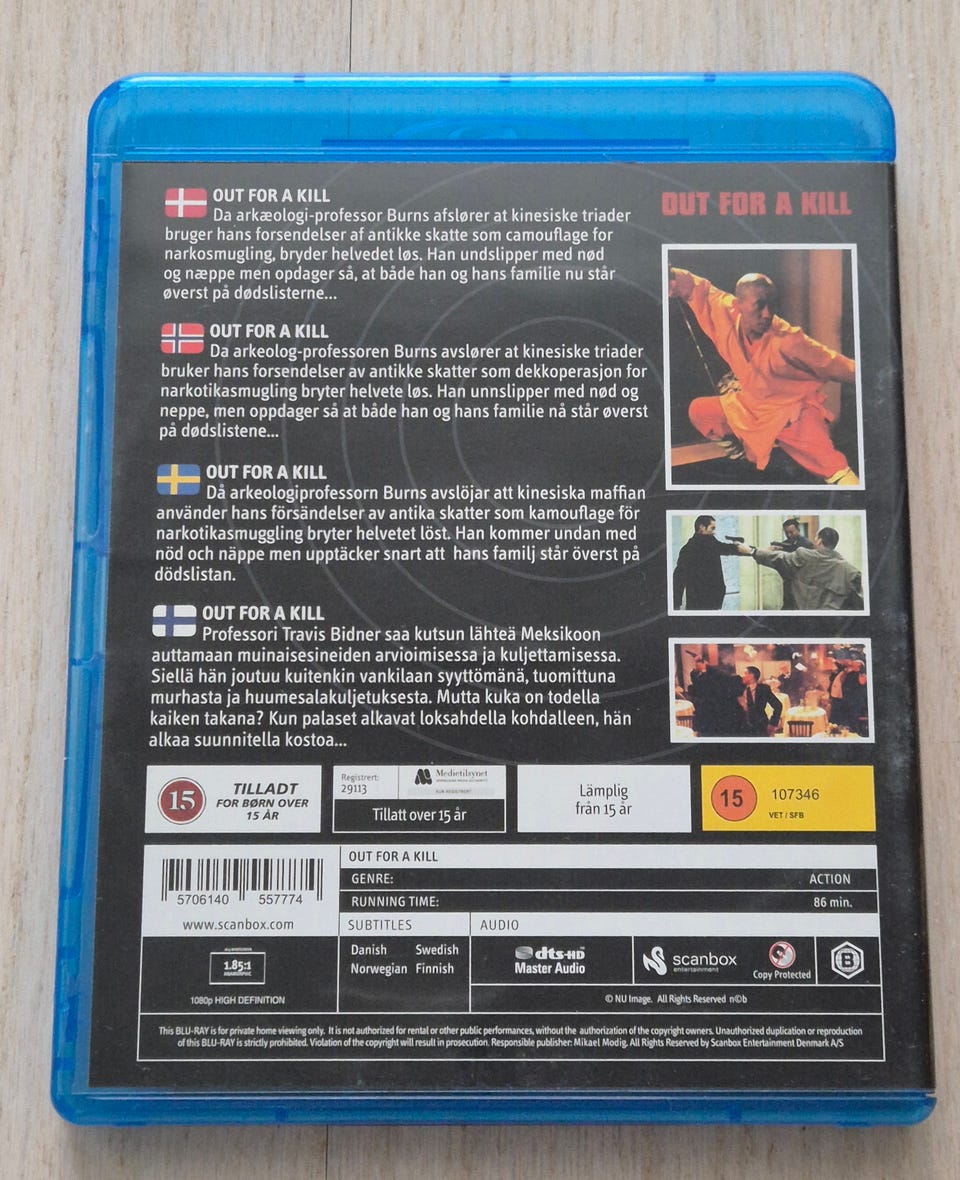 OUT FOR A KILL
Da arkæologi-professor Burns afslører at kinesiske triader
bruger hans forsendelser af antikke skatte som camouflage for
narkosmugling, bryder helvedet løs. Han undslipper med nød
og næppe men opdager så, at både han og hans familie nu står
øverst på dødslisterne...
OUT FOR A KILL
OUT FOR A KILL
Da arkeolog-professoren Burns avslører at kinesiske triader
bruker hans forsendelser av antikke skatter som dekkoperasjon for
narkotikasmugling bryter helvete løs. Han unnslipper med nød og
neppe, men oppdager så at både han og hans familie nå står øverst
på dødslistene...
OUT FOR A KILL
Då arkeologiprofessorn Burns avslöjar att kinesiska maffian
använder hans försändelser av antika skatter som kamouflage för
narkotikasmuggling bryter helvetet löst. Han kommer undan med
nöd och näppe men upptäcker snart att hans familj står överst på
dödslistan.
OUT FOR A KILL
Professori Travis Bidner saa kutsun lähteä Meksikoon
auttamaan muinaisesineiden arvioimisessa ja kuljettamisessa.
Siellä hän joutuu kuitenkin vankilaan syyttömänä, tuomittuna
murhasta ja huumesalakuljetuksesta. Mutta kuka on todella
kaiken takana? Kun palaset alkavat loksahdella kohdalleen, hän
alkaa suunnitella kostoa...
15 TILLADT
FOR BØRN OVER
15 ÅR
Registrert:
29113
Medietilsynet
Tillatt over 15 år
Lämplig
från 15 år
15 107346
VET / SFB
5706140 557774
www.scanbox.com
OUT FOR A KILL
GENRE: ACTION
RUNNING TIME: 86 min.
SUBTITLES AUDIO
Danish Swedish
Norwegian Finnish
1.85:1
1080p HIGH DEFINITION
dts-HD
Master Audio
scanbox
entertainment
Copy Protected
B
© NU Image. All Rights Reserved n©b
This BLU-RAY is for private home viewing only. It is not authorized for rental or other public performances, without the authorization of the copyright owners. Unauthorized duplication or reproduction
of this BLU-RAY is strictly prohibited. Violation of the copyright will result in prosecution. Responsible publisher: Mikael Modig. All Rights Reserved by Scanbox Entertainment Denmark A/S